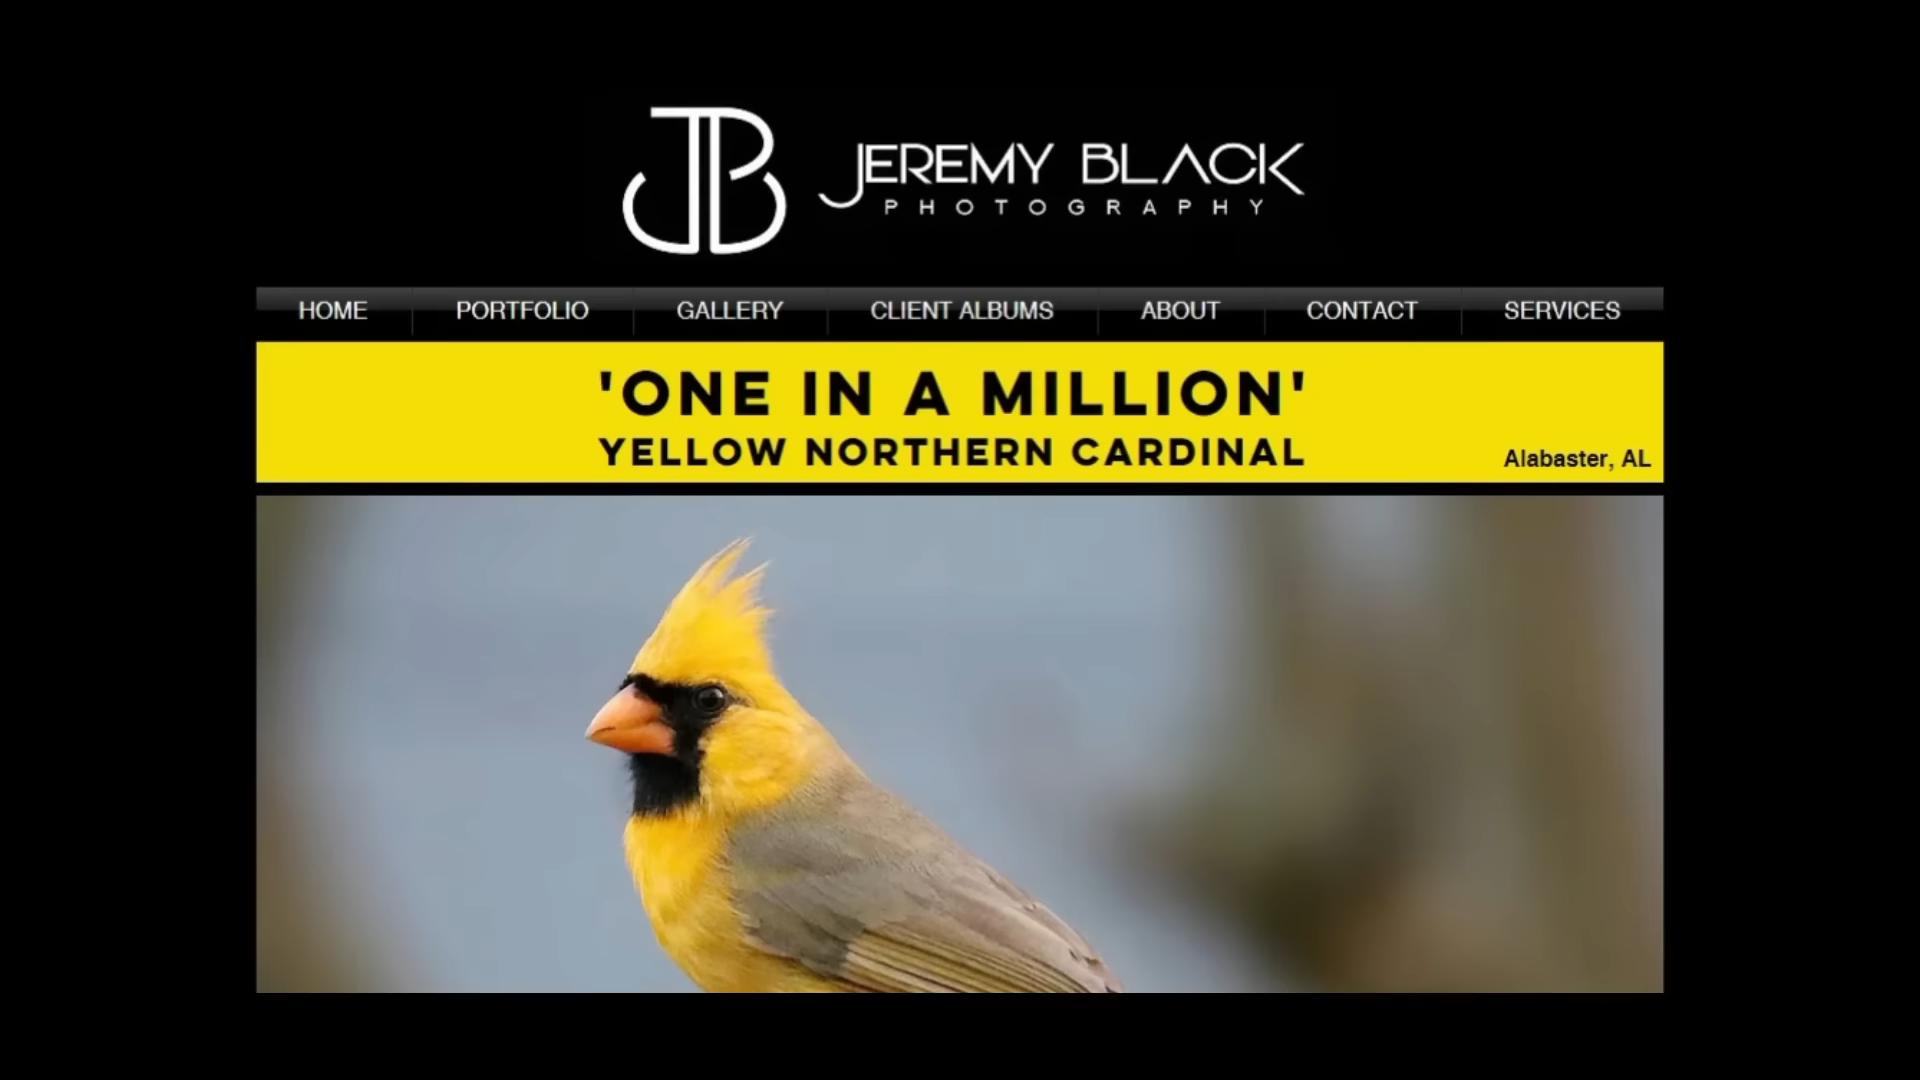 JB
JEREMY BLACK
PHOTOGRAPHY
HOME PORTFOLIO GALLERY CLIENT ALBUMS ABOUT CONTACT SERVICES
'ONE IN A MILLION'
YELLOW NORTHERN CARDINAL
Alabaster, AL